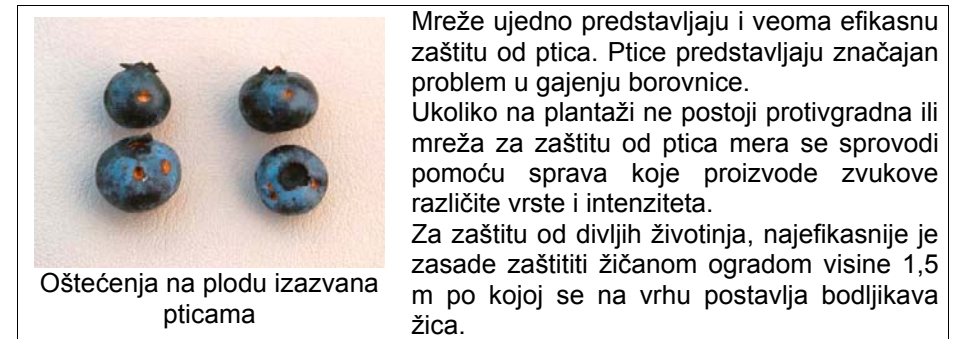 Mreže ujedno predstavljaju i veoma efikasnu
zaštitu od ptica. Ptice predstavljaju značajan
problem u gajenju borovnice.
Ukoliko na plantaži ne postoji protivgradna ili
mreža za zaštitu od ptica mera se sprovodi
pomoću sprava koje proizvode zvukove
različite vrste i intenziteta.
Za zaštitu od divljih životinja, najefikasnije je
zasade zaštititi žičanom ogradom visine 1,5
m po kojoj se na vrhu postavlja bodljikava
žica.
Oštećenja na plodu izazvana
pticama